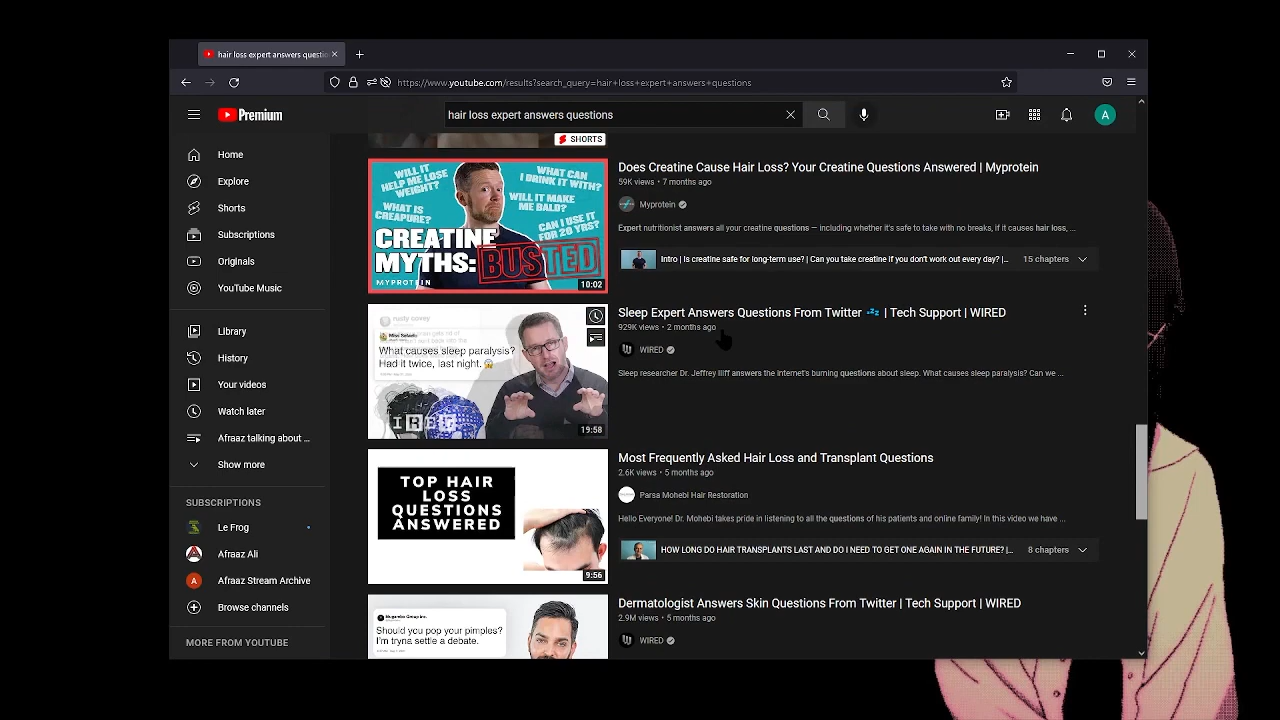 hair loss expert answers questio
https://www.youtube.com/results?search_query=hair+loss+expert+answers+questions
Premium
hair loss expert answers questions
A
Home
Explore
Shorts
Subscriptions
Originals
YouTube Music
Library
History
Your videos
Watch later
Afraaz talking about ...
Show more
SUBSCRIPTIONS
Le Frog
Afraaz Ali
A
Afraaz Stream Archive
Browse channels
MORE FROM YOUTUBE
SHORTS
WILL IT
HELP ME LOSE
WEIGHT?
WHAT IS
CREAPURE?
WHAT CAN
I DRINK IT WITH?
WILL IT MAKE
ME BALD?
CAN I USE IT
FOR 20 YRS?
CREATINE
MYTHS: BUSTED
MYPROTEIN
10:02
Does Creatine Cause Hair Loss? Your Creatine Questions Answered | Myprotein
59K views • 7 months ago
Myprotein
Expert nutritionist answers all your creatine questions — including whether it's safe to take with no breaks, if it causes hair loss, ...
Intro | Is creatine safe for long-term use? | Can you take creatine if you don't work out every day? |...
15 chapters
rusty covey
Miss Selwin
What causes sleep paralysis?
Had it twice, last night.
19:58
Sleep Expert Answers Questions From Twitter 💤 | Tech Support | WIRED
929K views • 2 months ago
WIRED
Sleep researcher Dr. Jeffrey Iliff answers the internet's burning questions about sleep. What causes sleep paralysis? Can we ...
TOP HAIR
LOSS
QUESTIONS
ANSWERED
9:56
Most Frequently Asked Hair Loss and Transplant Questions
2.6K views • 5 months ago
Parsa Mohebi Hair Restoration
Hello Everyone! Dr. Mohebi takes pride in listening to all the questions of his patients and online family! In this video we have ...
HOW LONG DO HAIR TRANSPLANTS LAST AND DO I NEED TO GET ONE AGAIN IN THE FUTURE? |...
8 chapters
Mugambo Group inc.
Should you pop your pimples?
I'm tryna settle a debate.
Dermatologist Answers Skin Questions From Twitter | Tech Support | WIRED
2.9M views • 5 months ago
WIRED